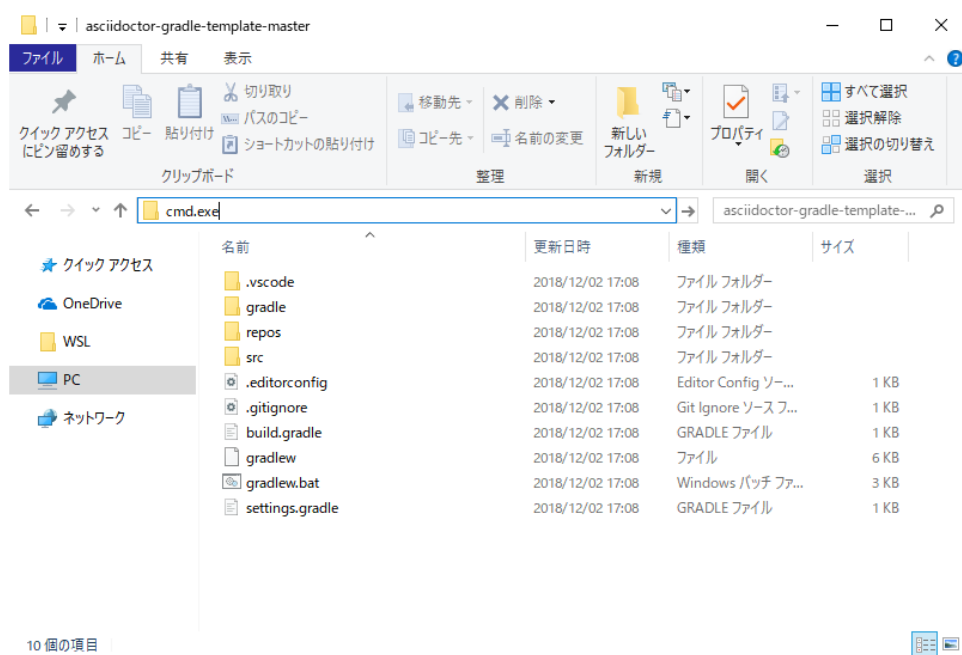 asciidoctor-gradle-template-master
ファイル ホーム 共有 表示
クイック アクセス
にピン留めする
コピー
貼り付け
切り取り
パスのコピー
ショートカットの貼り付け
クリップボード
移動先
コピー先
削除
名前の変更
整理
新しい
フォルダー
新規
プロパティ
開く
すべて選択
選択解除
選択の切り替え
選択
cmd.exe
asciidoctor-gradle-template-...
クイック アクセス
OneDrive
WSL
PC
ネットワーク
名前 更新日時 種類 サイズ
.vscode 2018/12/02 17:08 ファイル フォルダー
gradle 2018/12/02 17:08 ファイル フォルダー
repos 2018/12/02 17:08 ファイル フォルダー
src 2018/12/02 17:08 ファイル フォルダー
.editorconfig 2018/12/02 17:08 Editor Config ソー... 1 KB
.gitignore 2018/12/02 17:08 Git Ignore ソース フ... 1 KB
build.gradle 2018/12/02 17:08 GRADLE ファイル 1 KB
gradlew 2018/12/02 17:08 ファイル 6 KB
gradlew.bat 2018/12/02 17:08 Windows バッチ ファ... 3 KB
settings.gradle 2018/12/02 17:08 GRADLE ファイル 1 KB
10 個の項目